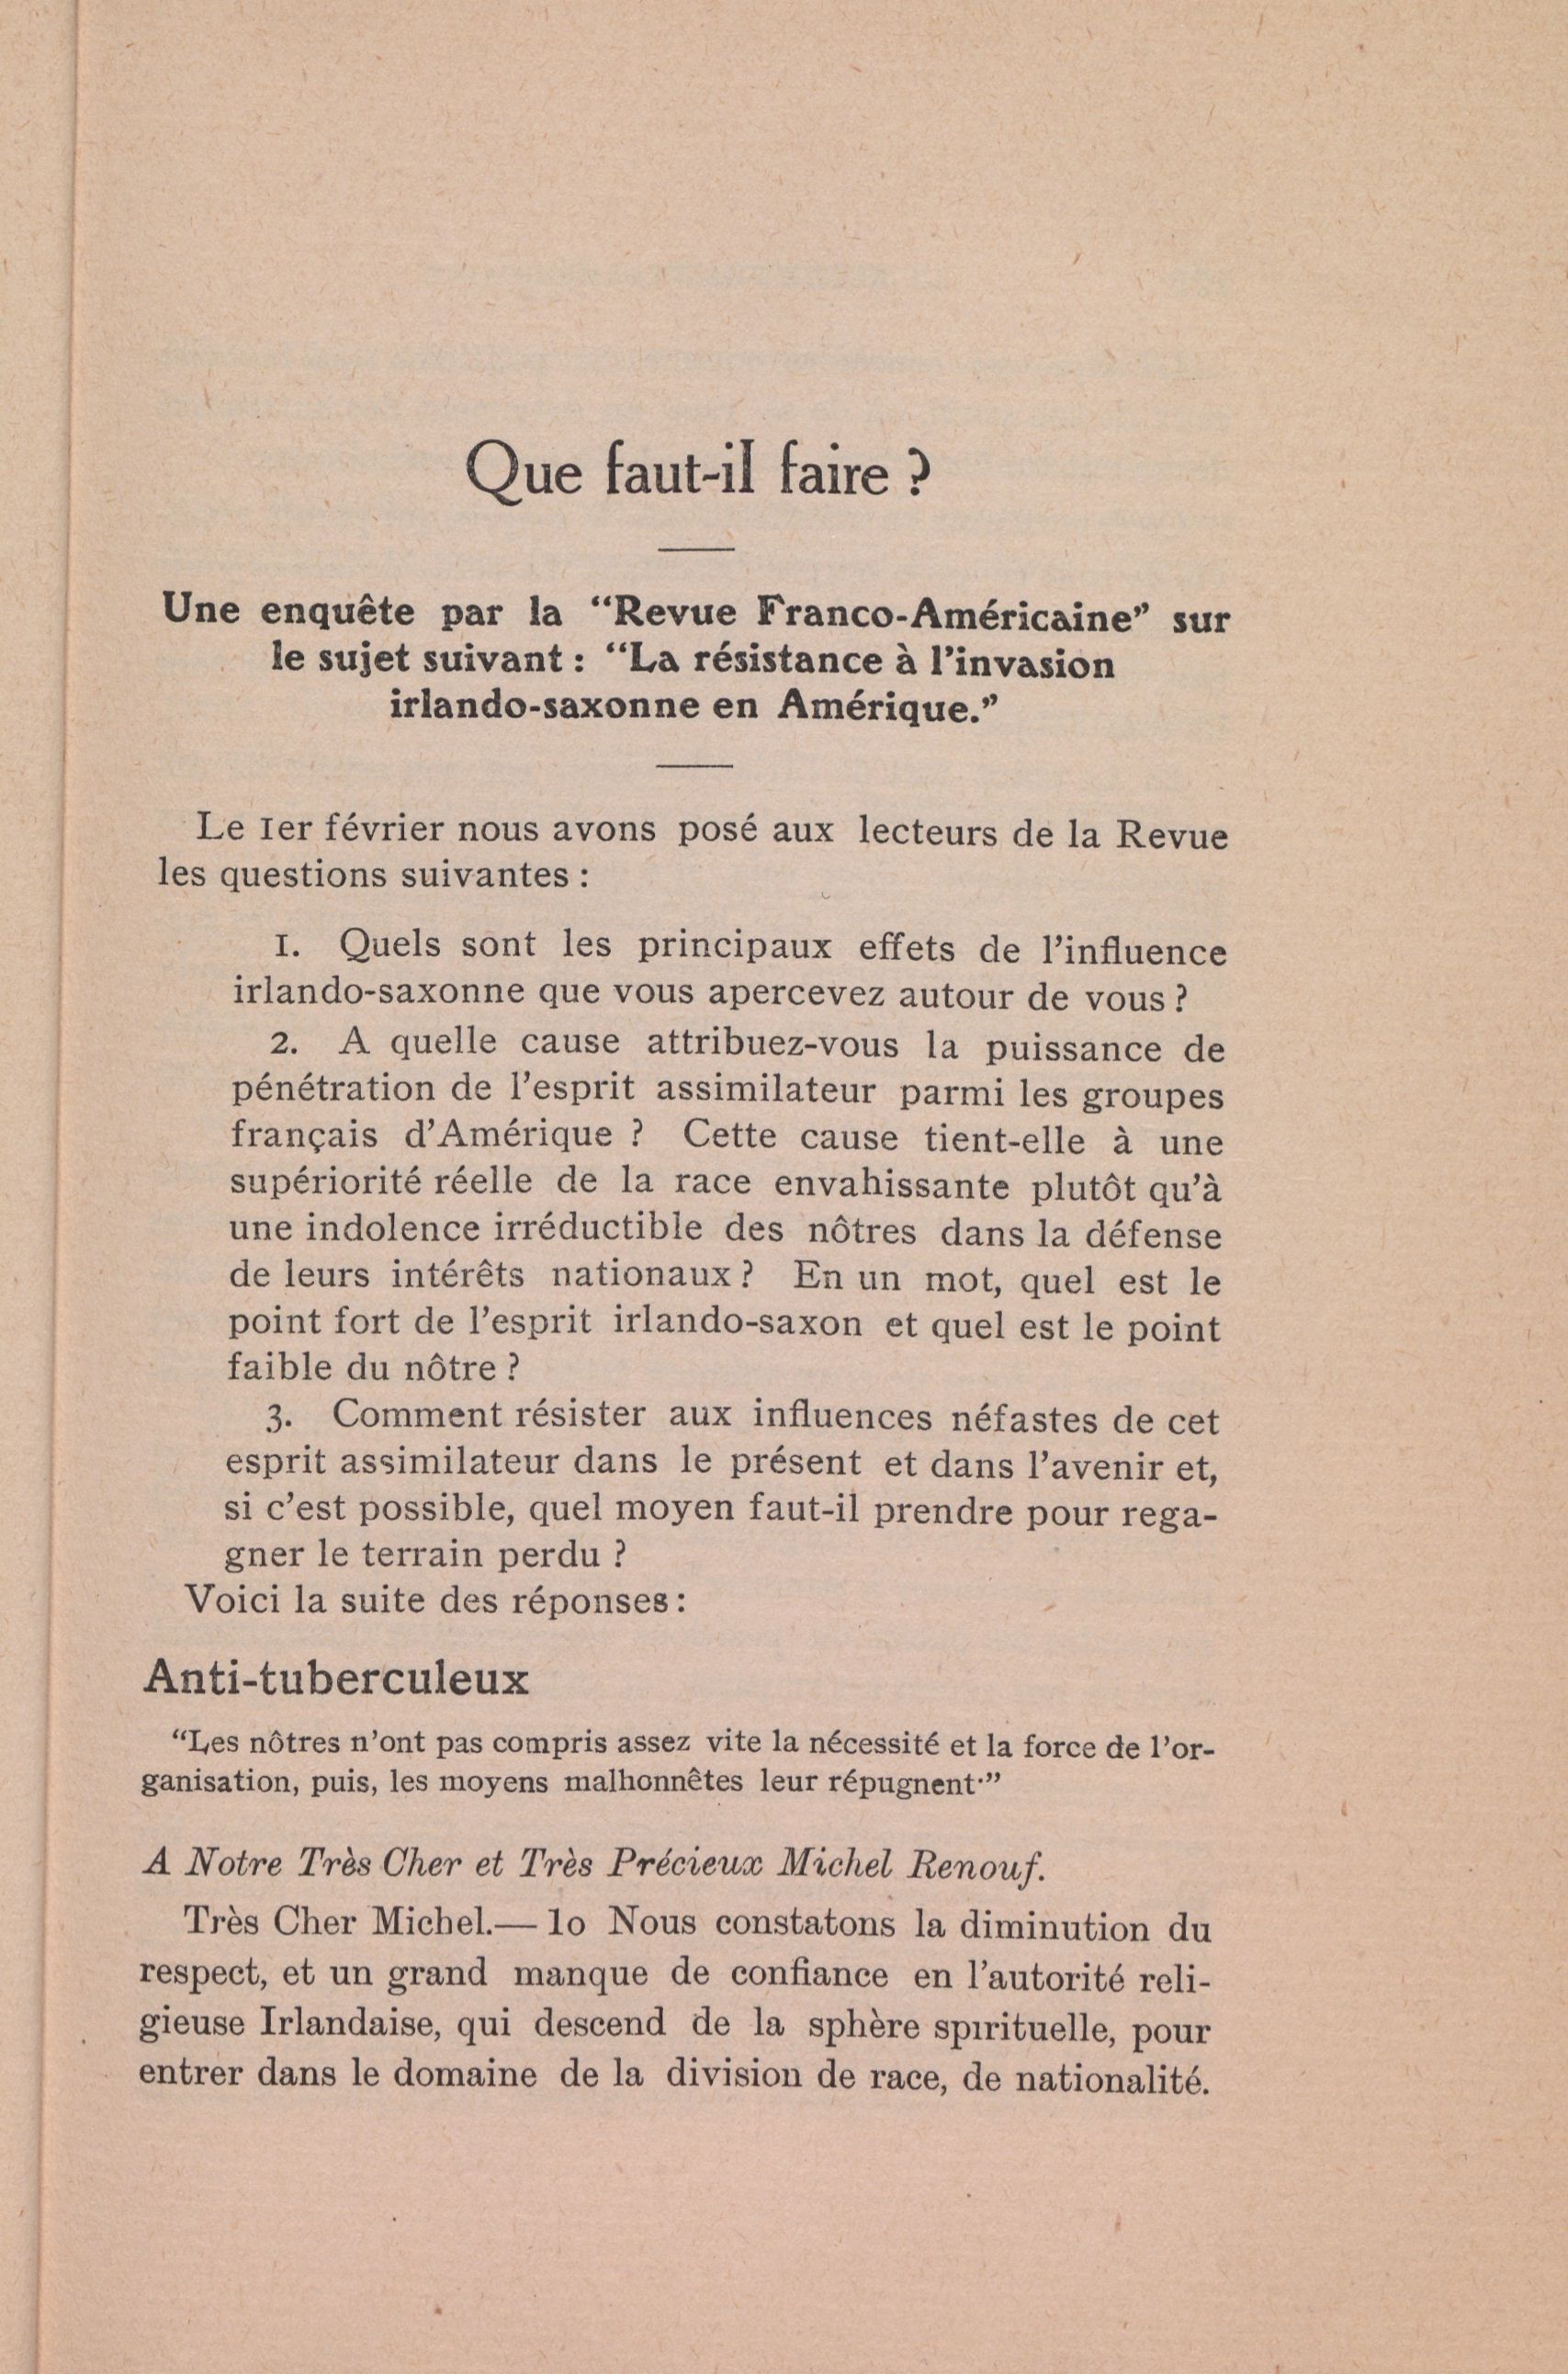 Que faut-il faire ?
Une enquête par la “Revue Franco-Américaine” sur
le sujet suivant : “La résistance à l’invasion
irlando-saxonne en Amérique.”
Le 1er février nous avons posé aux lecteurs de la Revue
les questions suivantes :
1. Quels sont les principaux effets de l’influence
irlando-saxonne que vous apercevez autour de vous ?
2. A quelle cause attribuez-vous la puissance de
pénétration de l’esprit assimilateur parmi les groupes
français d’Amérique ? Cette cause tient-elle à une
supériorité réelle de la race envahissante plutôt qu’à
une indolence irréductible des nôtres dans la défense
de leurs intérêts nationaux ? En un mot, quel est le
point fort de l’esprit irlando-saxon et quel est le point
faible du nôtre ?
3. Comment résister aux influences néfastes de cet
esprit assimilateur dans le présent et dans l’avenir et,
si c’est possible, quel moyen faut-il prendre pour rega-
gner le terrain perdu ?
Voici la suite des réponses :
Anti-tuberculeux
“Les nôtres n’ont pas compris assez vite la nécessité et la force de l’or-
ganisation, puis, les moyens malhonnêtes leur répugnent·”
A Notre Très Cher et Très Précieux Michel Renouf.
Très Cher Michel.— 1o Nous constatons la diminution du
respect, et un grand manque de confiance en l’autorité reli-
gieuse Irlandaise, qui descend de la sphère spirituelle, pour
entrer dans le domaine de la division de race, de nationalité.